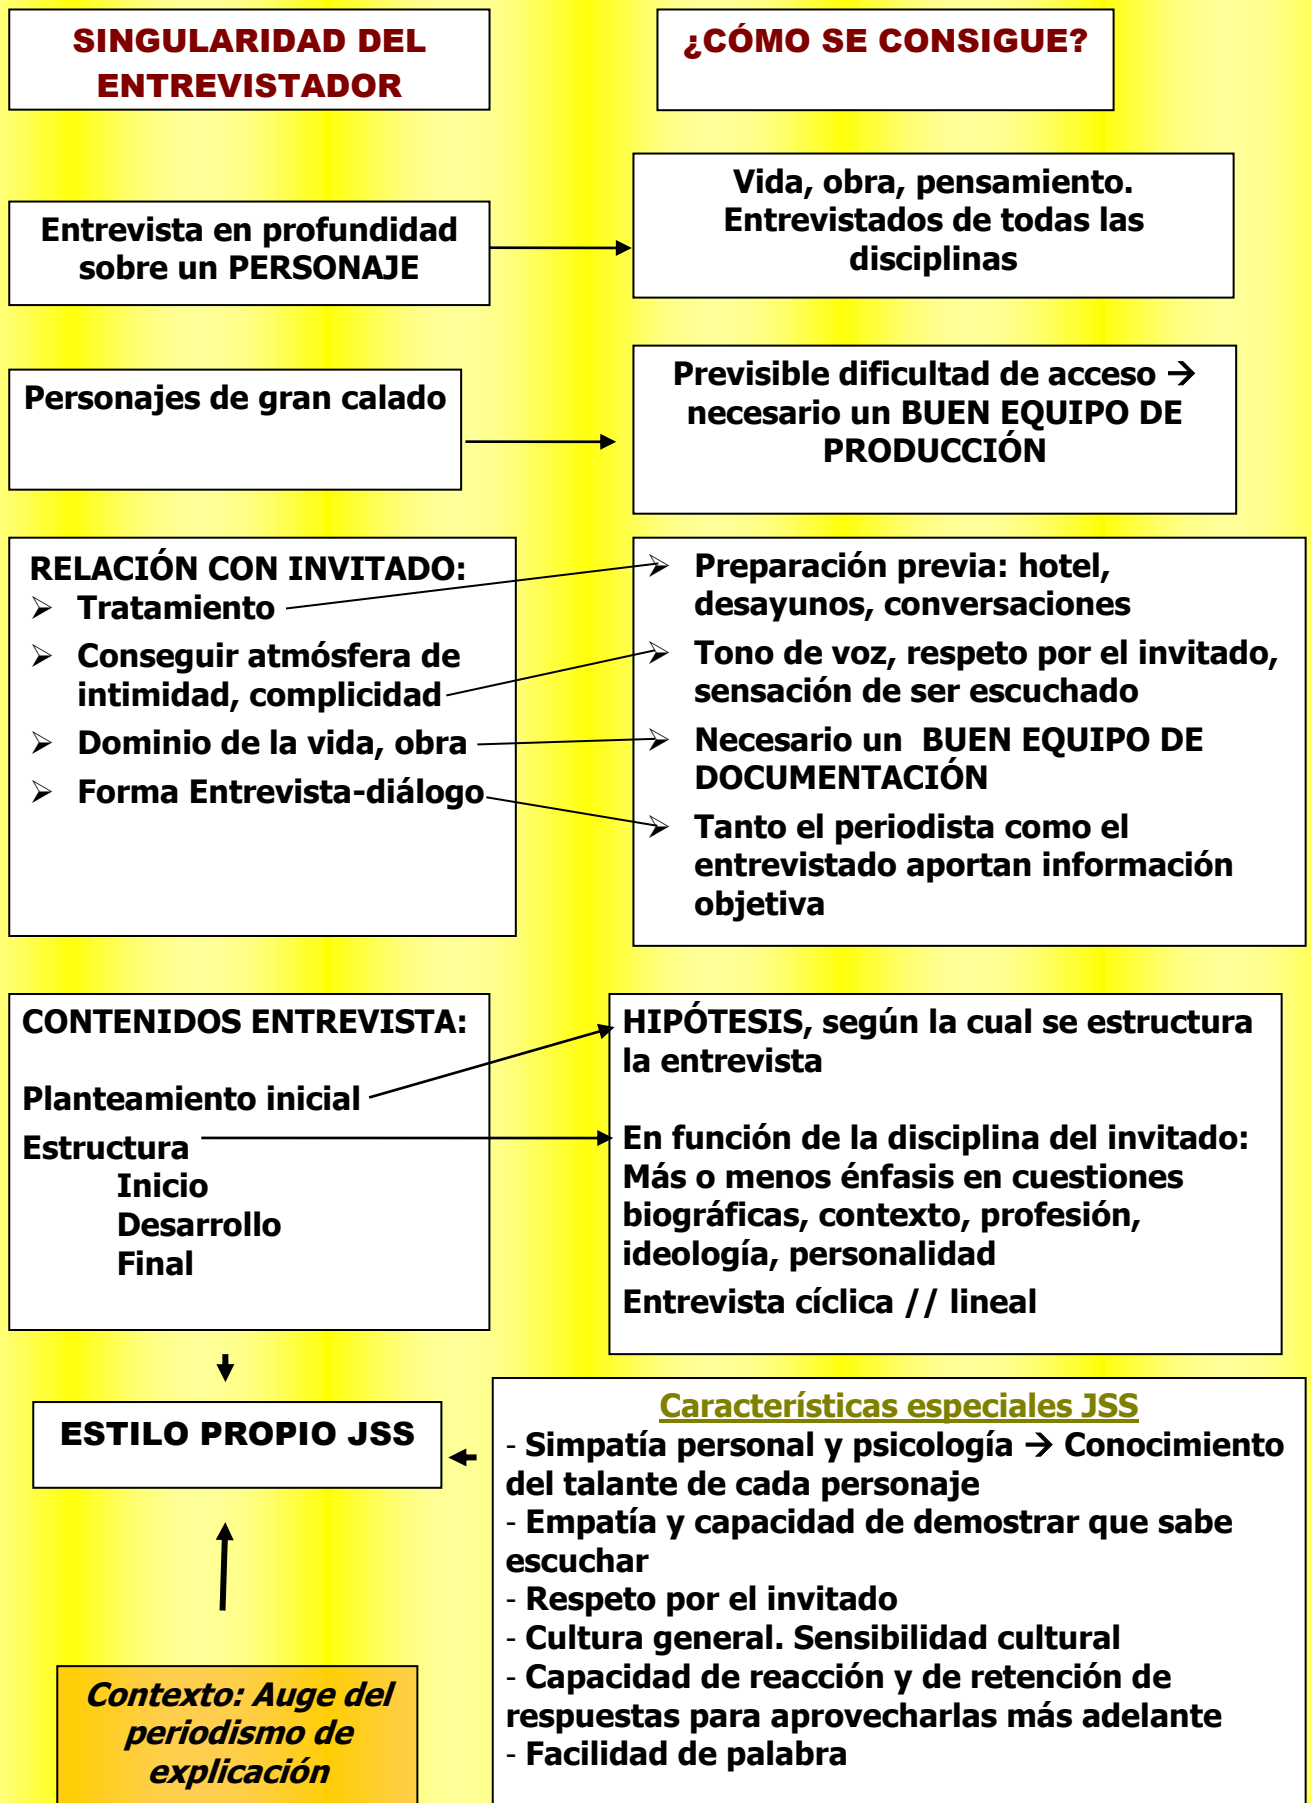 SINGULARIDAD DEL
ENTREVISTADOR
¿CÓMO SE CONSIGUE?
Entrevista en profundidad
sobre un PERSONAJE
Vida, obra, pensamiento.
Entrevistados de todas las
disciplinas
Personajes de gran calado
Previsible dificultad de acceso →
necesario un BUEN EQUIPO DE
PRODUCCIÓN
RELACIÓN CON INVITADO:
➢ Tratamiento
➢ Conseguir atmósfera de
intimidad, complicidad
➢ Dominio de la vida, obra
➢ Forma Entrevista-diálogo
➢ Preparación previa: hotel,
desayunos, conversaciones
➢ Tono de voz, respeto por el invitado,
sensación de ser escuchado
➢ Necesario un BUEN EQUIPO DE
DOCUMENTACIÓN
➢ Tanto el periodista como el
entrevistado aportan información
objetiva
CONTENIDOS ENTREVISTA:
Planteamiento inicial
Estructura
Inicio
Desarrollo
Final
HIPÓTESIS, según la cual se estructura
la entrevista
En función de la disciplina del invitado:
Más o menos énfasis en cuestiones
biográficas, contexto, profesión,
ideología, personalidad
Entrevista cíclica // lineal
ESTILO PROPIO JSS
Características especiales JSS
- Simpatía personal y psicología → Conocimiento
del talante de cada personaje
- Empatía y capacidad de demostrar que sabe
escuchar
- Respeto por el invitado
- Cultura general. Sensibilidad cultural
- Capacidad de reacción y de retención de
respuestas para aprovecharlas más adelante
- Facilidad de palabra
Contexto: Auge del
periodismo de
explicación